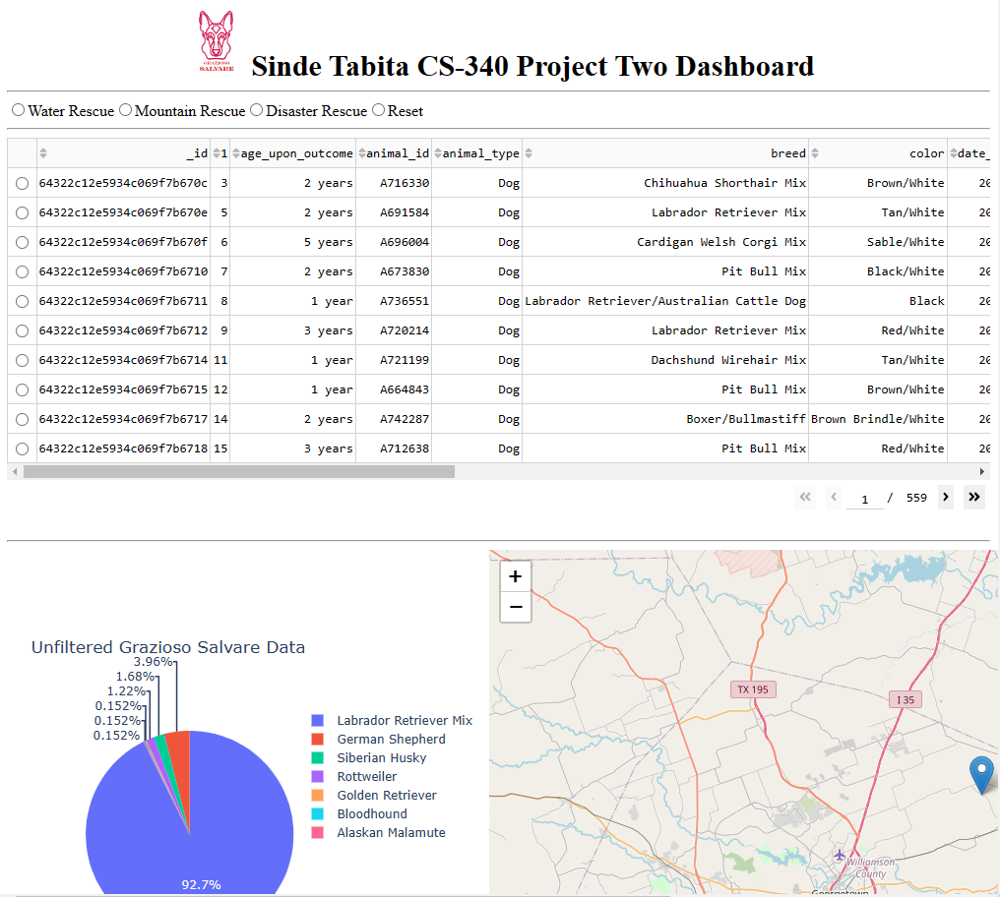 GRAZIOSO
SALVARE
Sinde Tabita CS-340 Project Two Dashboard
Water Rescue Mountain Rescue Disaster Rescue Reset
_id 1 age_upon_outcome animal_id animal_type breed color date_
64322c12e5934c069f7b670c 3 2 years A716330 Dog Chihuahua Shorthair Mix Brown/White 20
64322c12e5934c069f7b670e 5 2 years A691584 Dog Labrador Retriever Mix Tan/White 20
64322c12e5934c069f7b670f 6 5 years A696004 Dog Cardigan Welsh Corgi Mix Sable/White 20
64322c12e5934c069f7b6710 7 2 years A673830 Dog Pit Bull Mix Black/White 20
64322c12e5934c069f7b6711 8 1 year A736551 Dog Labrador Retriever/Australian Cattle Dog Black 20
64322c12e5934c069f7b6712 9 3 years A720214 Dog Labrador Retriever Mix Red/White 20
64322c12e5934c069f7b6714 11 1 year A721199 Dog Dachshund Wirehair Mix Tan/White 20
64322c12e5934c069f7b6715 12 1 year A664843 Dog Pit Bull Mix Brown/White 20
64322c12e5934c069f7b6717 14 2 years A742287 Dog Boxer/Bullmastiff Brown Brindle/White 20
64322c12e5934c069f7b6718 15 3 years A712638 Dog Pit Bull Mix Red/White 20
1 / 559
Unfiltered Grazioso Salvare Data
3.96%
1.68%
1.22%
0.152%
0.152%
0.152%
92.7%
Labrador Retriever Mix
German Shepherd
Siberian Husky
Rottweiler
Golden Retriever
Bloodhound
Alaskan Malamute
+
−
TX 195
I 35
Williamson
County
Georgetown